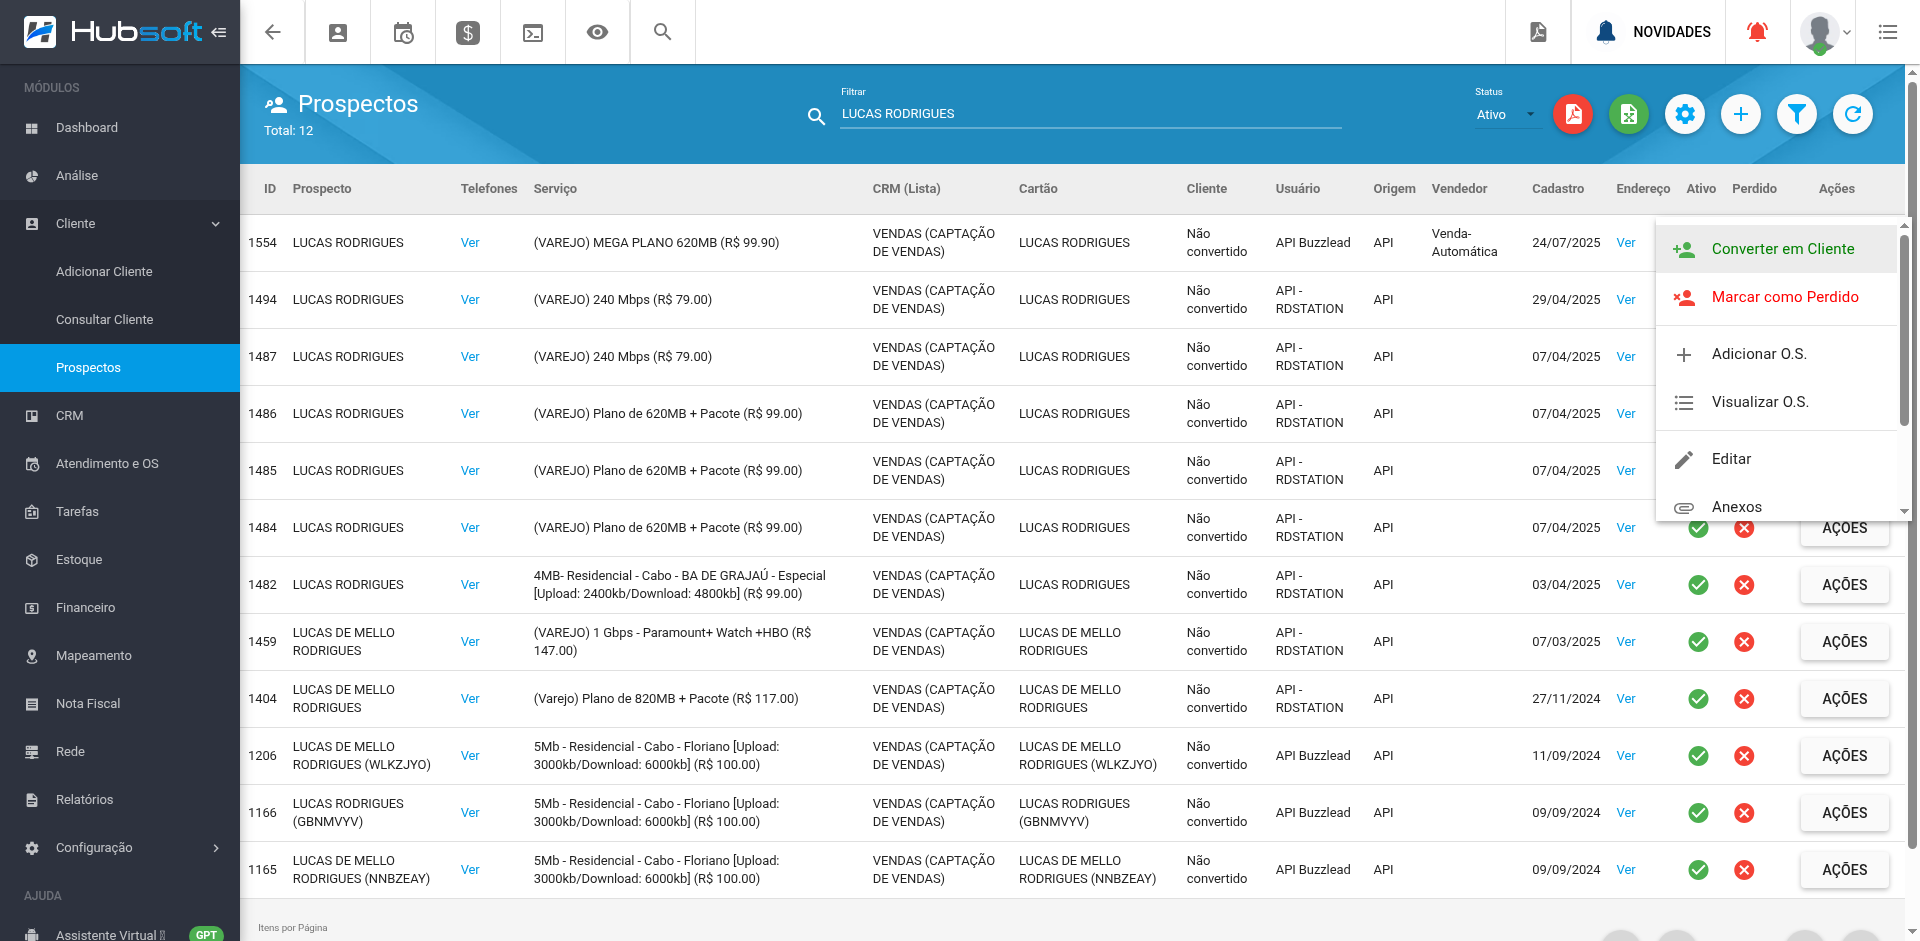 Hubsoft
NOVIDADES
MÓDULOS
Dashboard
Análise
Cliente
Adicionar Cliente
Consultar Cliente
Prospectos
CRM
Atendimento e OS
Tarefas
Estoque
Financeiro
Mapeamento
Nota Fiscal
Rede
Relatórios
Configuração
AJUDA
Assistente Virtual
GPT
Prospectos
Total: 12
Filtrar
LUCAS RODRIGUES
Status
Ativo
ID Prospecto Telefones Serviço CRM (Lista) Cartão Cliente Usuário Origem Vendedor Cadastro Endereço Ativo Perdido Ações
1554 LUCAS RODRIGUES Ver (VAREJO) MEGA PLANO 620MB (R$ 99.90) VENDAS (CAPTAÇÃO DE VENDAS) LUCAS RODRIGUES Não convertido API Buzzlead API Venda-Automática 24/07/2025 Ver
1494 LUCAS RODRIGUES Ver (VAREJO) 240 Mbps (R$ 79.00) VENDAS (CAPTAÇÃO DE VENDAS) LUCAS RODRIGUES Não convertido API - RDSTATION API 29/04/2025 Ver
1487 LUCAS RODRIGUES Ver (VAREJO) 240 Mbps (R$ 79.00) VENDAS (CAPTAÇÃO DE VENDAS) LUCAS RODRIGUES Não convertido API - RDSTATION API 07/04/2025 Ver
1486 LUCAS RODRIGUES Ver (VAREJO) Plano de 620MB + Pacote (R$ 99.00) VENDAS (CAPTAÇÃO DE VENDAS) LUCAS RODRIGUES Não convertido API - RDSTATION API 07/04/2025 Ver
1485 LUCAS RODRIGUES Ver (VAREJO) Plano de 620MB + Pacote (R$ 99.00) VENDAS (CAPTAÇÃO DE VENDAS) LUCAS RODRIGUES Não convertido API - RDSTATION API 07/04/2025 Ver
1484 LUCAS RODRIGUES Ver (VAREJO) Plano de 620MB + Pacote (R$ 99.00) VENDAS (CAPTAÇÃO DE VENDAS) LUCAS RODRIGUES Não convertido API - RDSTATION API 07/04/2025 Ver AÇÕES
1482 LUCAS RODRIGUES Ver 4MB- Residencial - Cabo - BA DE GRAJAÚ - Especial [Upload: 2400kb/Download: 4800kb] (R$ 99.00) VENDAS (CAPTAÇÃO DE VENDAS) LUCAS RODRIGUES Não convertido API - RDSTATION API 03/04/2025 Ver AÇÕES
1459 LUCAS DE MELLO RODRIGUES Ver (VAREJO) 1 Gbps - Paramount+ Watch +HBO (R$ 147.00) VENDAS (CAPTAÇÃO DE VENDAS) LUCAS DE MELLO RODRIGUES Não convertido API - RDSTATION API 07/03/2025 Ver AÇÕES
1404 LUCAS DE MELLO RODRIGUES Ver (Varejo) Plano de 820MB + Pacote (R$ 117.00) VENDAS (CAPTAÇÃO DE VENDAS) LUCAS DE MELLO RODRIGUES Não convertido API - RDSTATION API 27/11/2024 Ver AÇÕES
1206 LUCAS DE MELLO RODRIGUES (WLKZJYO) Ver 5Mb - Residencial - Cabo - Floriano [Upload: 3000kb/Download: 6000kb] (R$ 100.00) VENDAS (CAPTAÇÃO DE VENDAS) LUCAS DE MELLO RODRIGUES (WLKZJYO) Não convertido API Buzzlead API 11/09/2024 Ver AÇÕES
1166 LUCAS RODRIGUES (GBNMVYV) Ver 5Mb - Residencial - Cabo - Floriano [Upload: 3000kb/Download: 6000kb] (R$ 100.00) VENDAS (CAPTAÇÃO DE VENDAS) LUCAS RODRIGUES (GBNMVYV) Não convertido API Buzzlead API 09/09/2024 Ver AÇÕES
1165 LUCAS DE MELLO RODRIGUES (NNBZEAY) Ver 5Mb - Residencial - Cabo - Floriano [Upload: 3000kb/Download: 6000kb] (R$ 100.00) VENDAS (CAPTAÇÃO DE VENDAS) LUCAS DE MELLO RODRIGUES (NNBZEAY) Não convertido API Buzzlead API 09/09/2024 Ver AÇÕES
Converter em Cliente
Marcar como Perdido
Adicionar O.S.
Visualizar O.S.
Editar
Anexos
Itens por Página